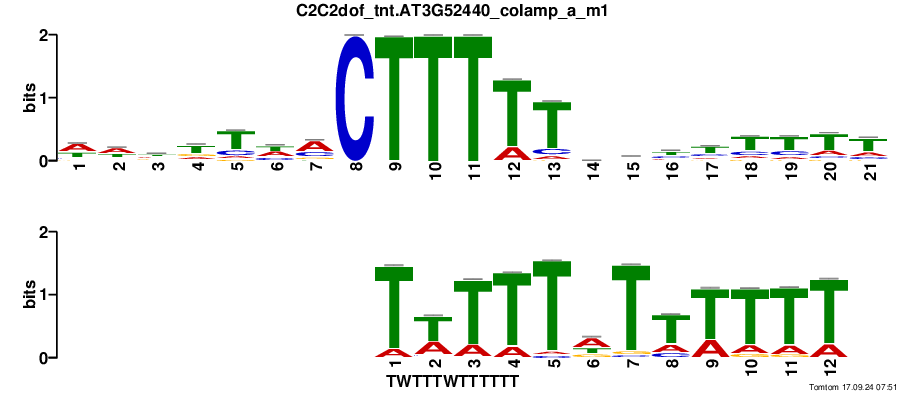 C2C2dof_tnt.AT3G52440_colamp_a_m1
bits
2
1
0
1 2 3 4 5 6 7 8 9 10 11 12 13 14 15 16 17 18 19 20 21
bits
2
1
0
1 2 3 4 5 6 7 8 9 10 11 12
TWTTTWTTTTTT
Tomtom 17.09.24 07:51